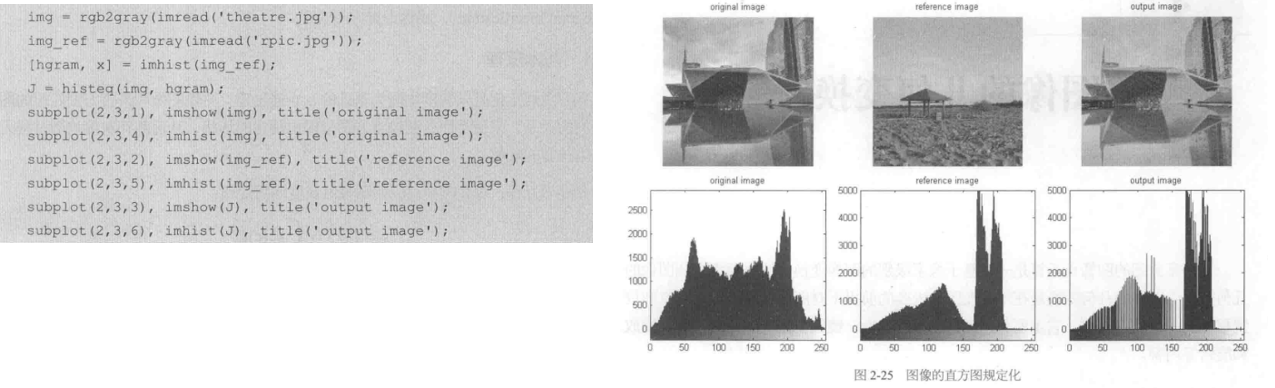 img = rgb2gray(imread('theatre.jpg'));
img_ref = rgb2gray(imread('rpic.jpg'));
[hgram, x] = imhist(img_ref);
J = histeq(img, hgram);
subplot(2,3,1), imshow(img), title('original image');
subplot(2,3,4), imhist(img), title('original image');
subplot(2,3,2), imshow(img_ref), title('reference image');
subplot(2,3,5), imhist(img_ref), title('reference image');
subplot(2,3,3), imshow(J), title('output image');
subplot(2,3,6), imhist(J), title('output image');
original image reference image output image
original image reference image output image
2500
2000
1500
1000
500
0
0 50 100 150 200 250
5000
4000
3000
2000
1000
0
0 50 100 150 200 250
5000
4000
3000
2000
1000
0
0 50 100 150 200 250
图 2-25 图像的直方图规定化